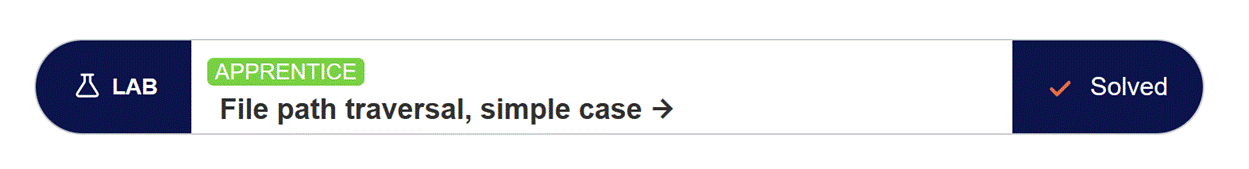 LAB
APPRENTICE
File path traversal, simple case →
Solved